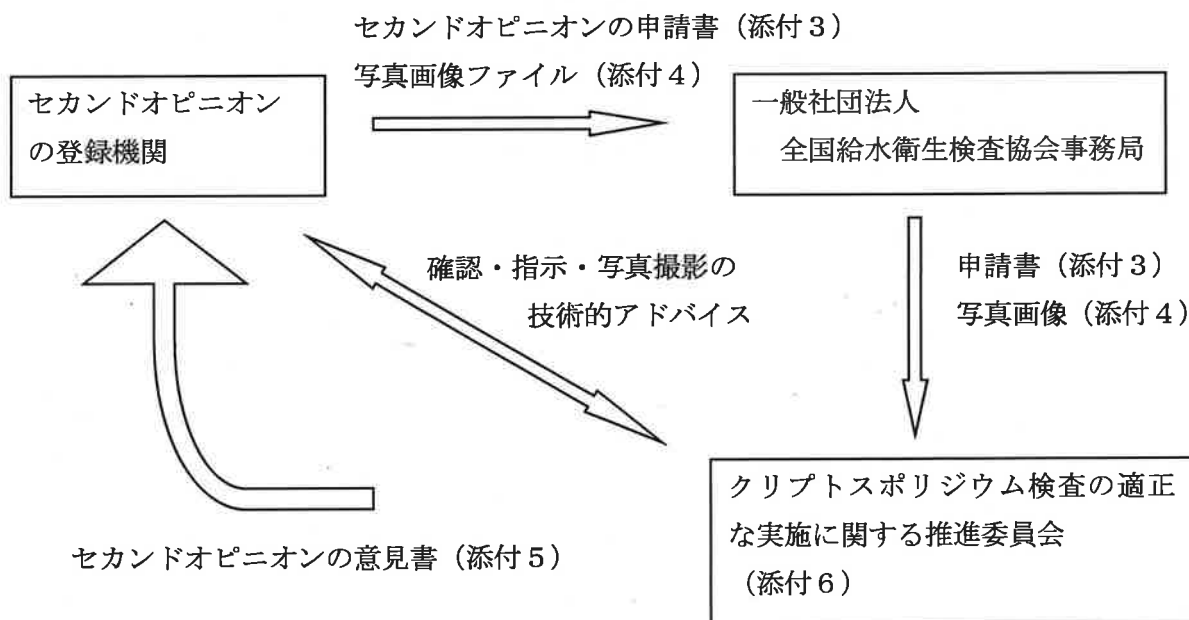 セカンドオピニオンの申請書（添付３）
写真画像ファイル（添付４）
セカンドオピニオン
の登録機関
一般社団法人
全国給水衛生検査協会事務局
確認・指示・写真撮影の
技術的アドバイス
申請書（添付３）
写真画像（添付４）
クリプトスポリジウム検査の適正
な実施に関する推進委員会
（添付６）
セカンドオピニオンの意見書（添付５）